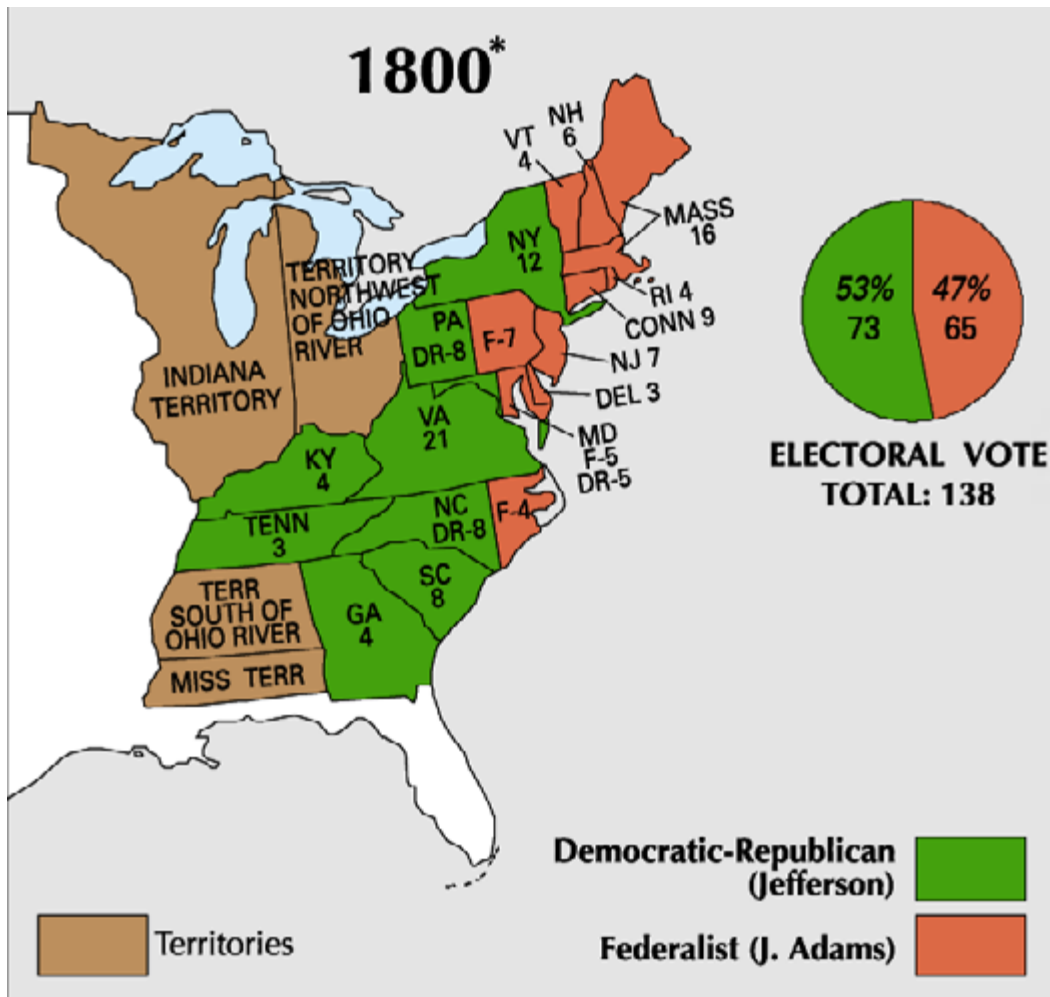 1800*
VT
4
NH
6
MASS
16
NY
12
RI 4
CONN 9
TERRITORY
NORTHWEST
OF OHIO
RIVER
PA
DR-8
F-7
NJ 7
DEL 3
INDIANA
TERRITORY
VA
21
MD
F-5
DR-5
KY
4
TENN
3
NC
DR-8
F-4
SC
8
GA
4
TERR
SOUTH OF
OHIO RIVER
MISS TERR
53%
73
47%
65
ELECTORAL VOTE
TOTAL: 138
Democratic-Republican
(Jefferson)
Federalist (J. Adams)
Territories